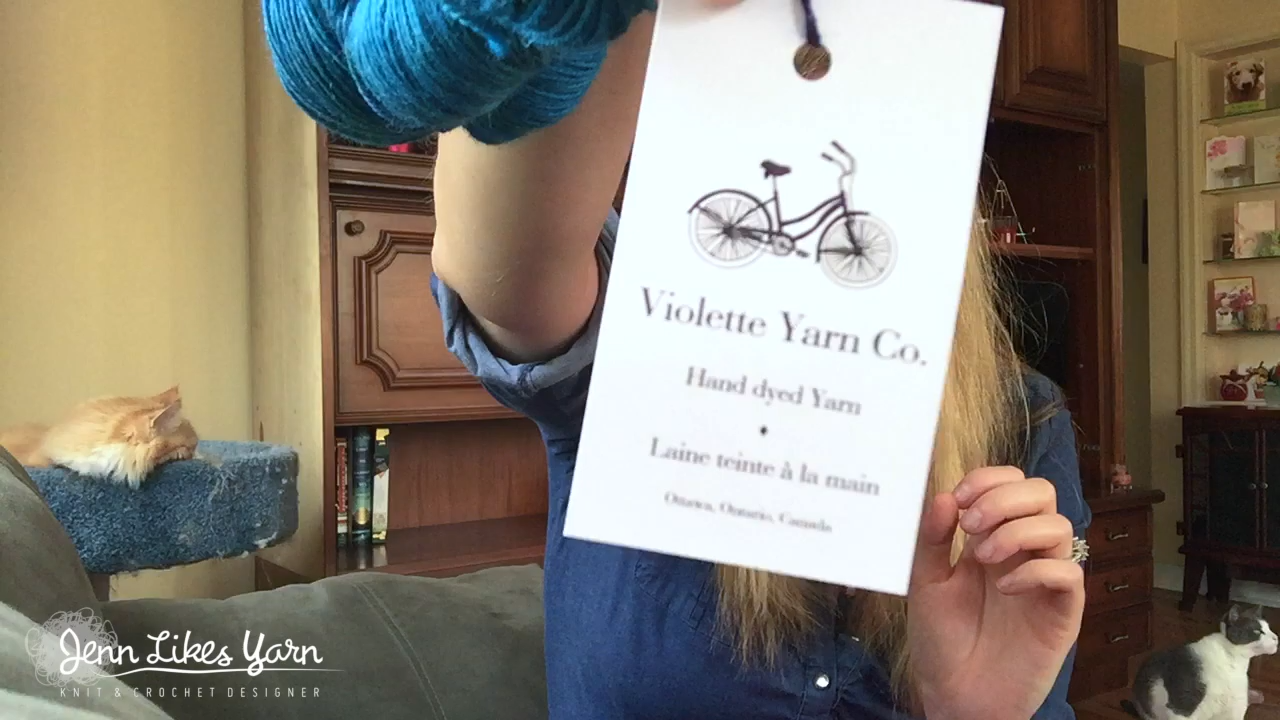 Violette Yarn Co.
Hand dyed Yarn
Laine teinte à la main
Ottawa, Ontario, Canada
Jenn Likes Yarn
KNIT & CROCHET DESIGNER